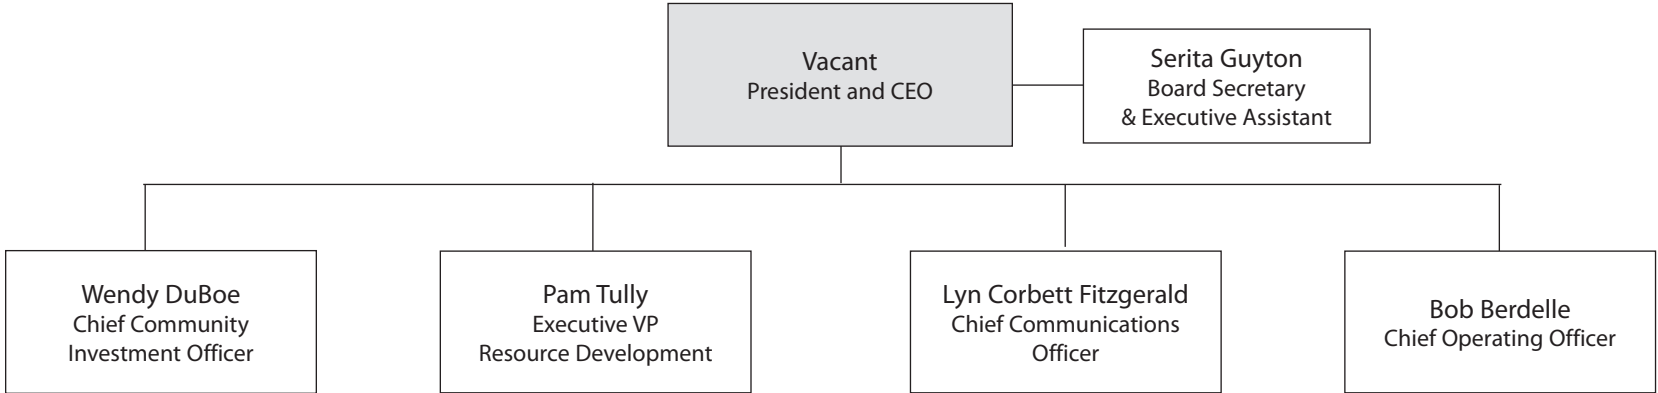 Vacant
President and CEO
Serita Guyton
Board Secretary
& Executive Assistant
Wendy DuBoe
Chief Community
Investment Officer
Pam Tully
Executive VP
Resource Development
Lyn Corbett Fitzgerald
Chief Communications
Officer
Bob Berdelle
Chief Operating Officer